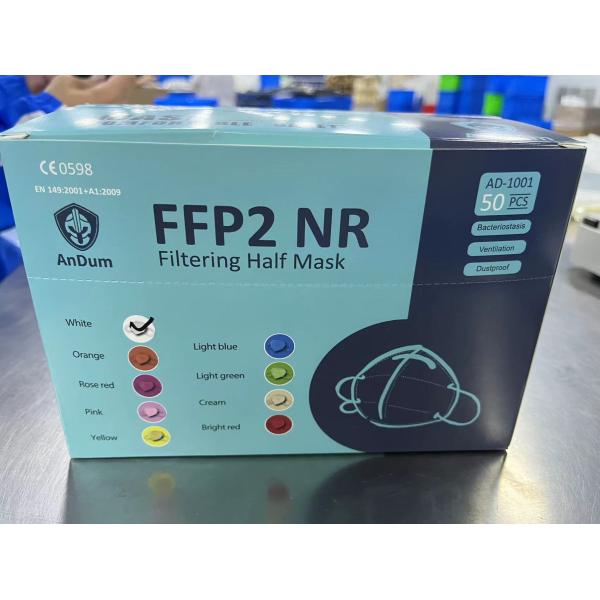 CE0598
EN 149:2001+A1:2009
AnDum
FFP2 NR
Filtering Half Mask
AD-1001
50 PCS
Bacteriostasis
Ventilation
Dustproof
White
Orange
Rose red
Pink
Yellow
Light blue
Light green
Cream
Bright red